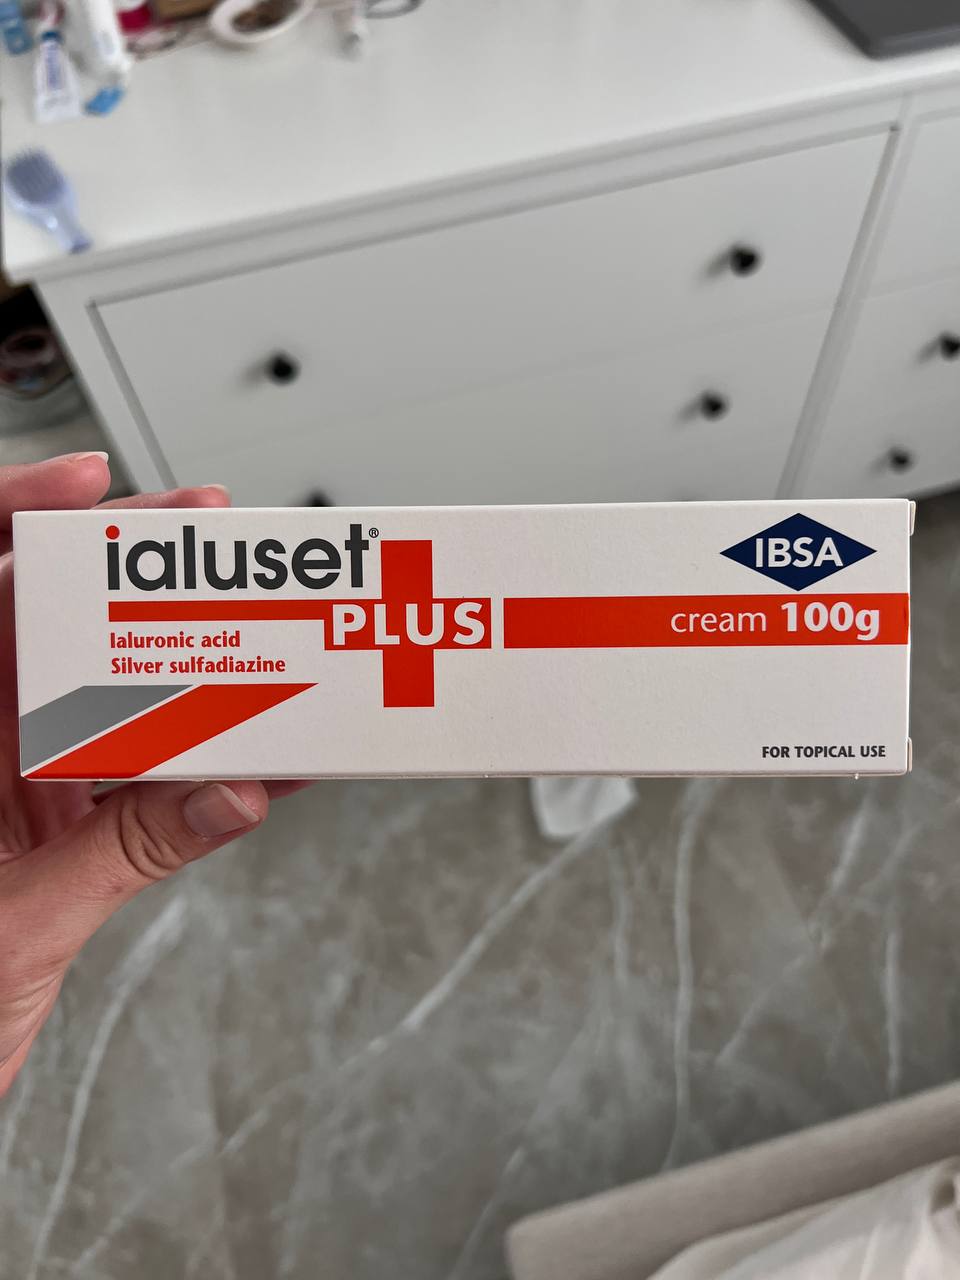 ialuset®
PLUS
IBSA
cream 100g
Ialuronic acid
Silver sulfadiazine
FOR TOPICAL USE